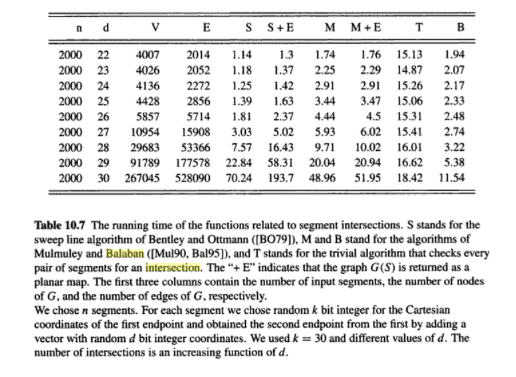 n d V E S S+E M M+E T B
2000 22 4007 2014 1.14 1.3 1.74 1.76 15.13 1.94
2000 23 4026 2052 1.18 1.37 2.25 2.29 14.87 2.07
2000 24 4136 2272 1.25 1.42 2.91 2.91 15.26 2.17
2000 25 4428 2856 1.39 1.63 3.44 3.47 15.06 2.33
2000 26 5857 5714 1.81 2.37 4.44 4.5 15.31 2.48
2000 27 10954 15908 3.03 5.02 5.93 6.02 15.41 2.74
2000 28 29683 53366 7.57 16.43 9.71 10.02 16.01 3.22
2000 29 91789 177578 22.84 58.31 20.04 20.94 16.62 5.38
2000 30 267045 528090 70.24 193.7 48.96 51.95 18.42 11.54
Table 10.7 The running time of the functions related to segment intersections. S stands for the
sweep line algorithm of Bentley and Ottmann ([BO79]), M and B stand for the algorithms of
Mulmuley and Balaban ([Mul90, Bal95]), and T stands for the trivial algorithm that checks every
pair of segments for an intersection. The "+ E" indicates that the graph G(S) is returned as a
planar map. The first three columns contain the number of input segments, the number of nodes
of G, and the number of edges of G, respectively.
We chose n segments. For each segment we chose random k bit integer for the Cartesian
coordinates of the first endpoint and obtained the second endpoint from the first by adding a
vector with random d bit integer coordinates. We used k = 30 and different values of d. The
number of intersections is an increasing function of d.